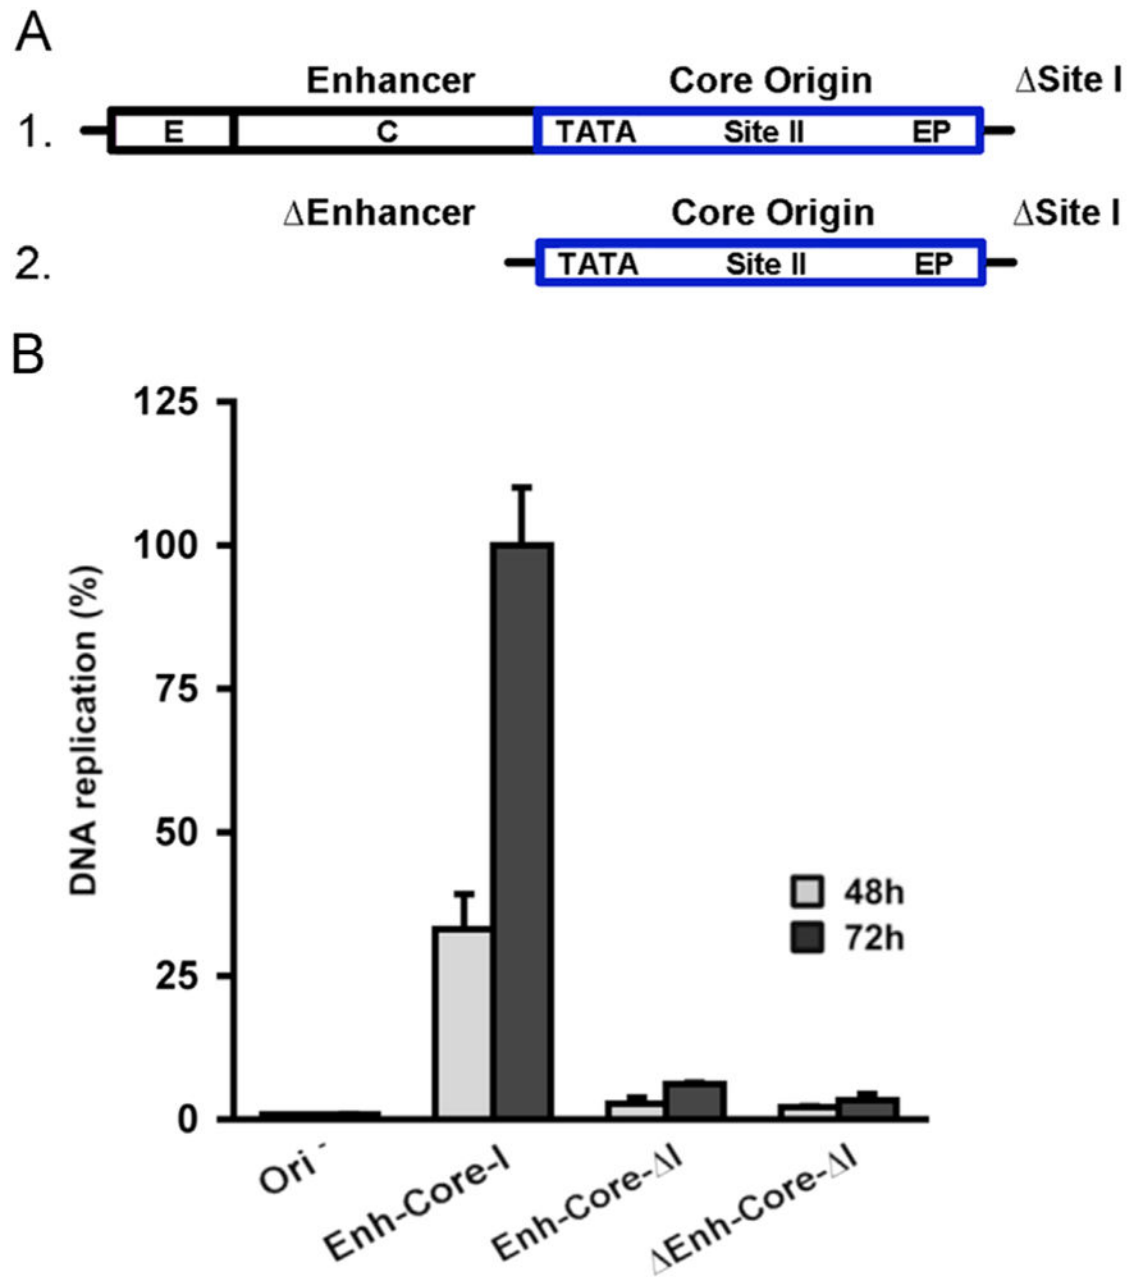 A
Enhancer Core Origin ΔSite I
1. E C TATA Site II EP
ΔEnhancer Core Origin ΔSite I
2. TATA Site II EP
B
DNA replication (%)
125
100
75
50
25
0
48h
72h
Ori -
Enh-Core-I
Enh-Core-ΔI
ΔEnh-Core-ΔI